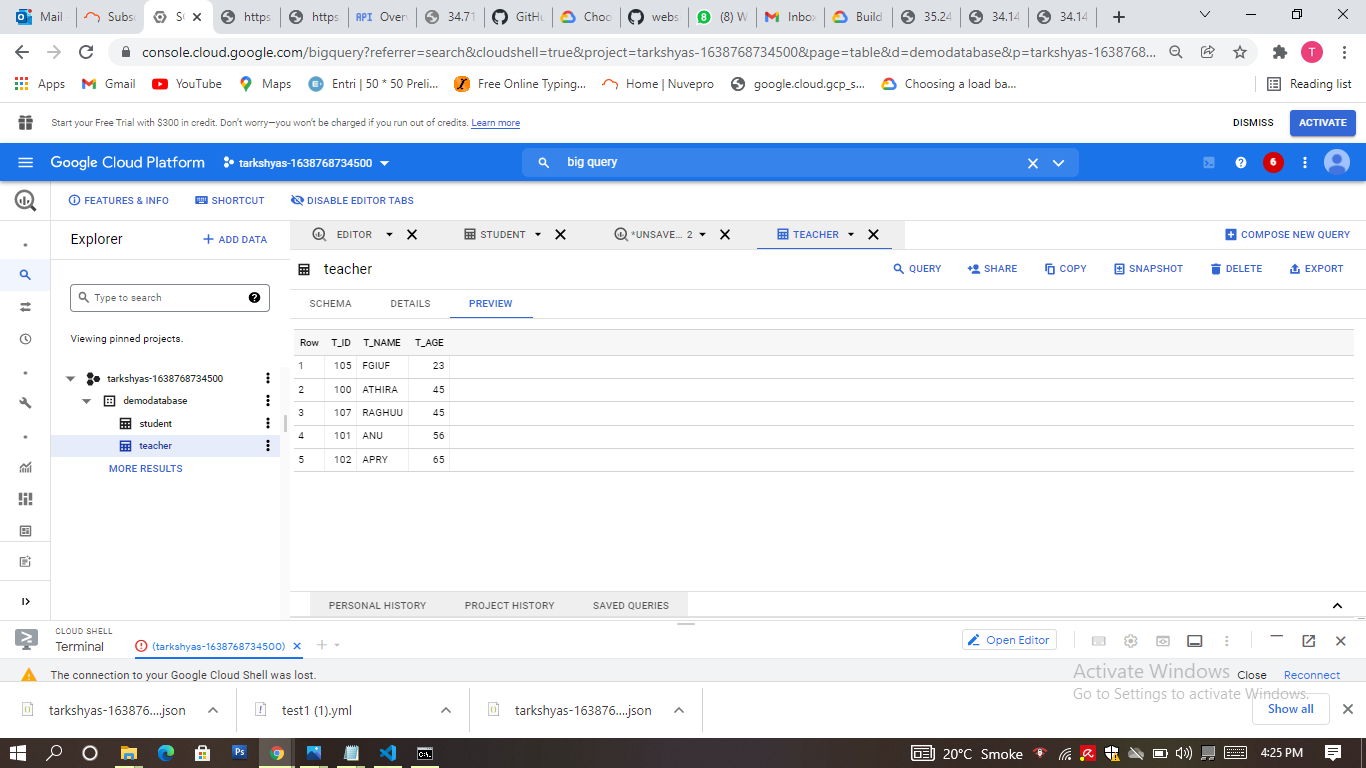 Mail Subs SC https https API Over 34.71 GitHu Choo webs (8) W Inbox Build 35.24 34.14 34.14
console.cloud.google.com/bigquery?referrer=search&cloudshell=true&project=tarkshyas-1638768734500&page=table&d=demodatabase&p=tarkshyas-1638768... T
Apps Gmail YouTube Maps Entri | 50 * 50 Preli... Free Online Typing... Home | Nuvepro google.cloud.gcp_s... Choosing a load ba... Reading list
Start your Free Trial with $300 in credit. Don't worry—you won't be charged if you run out of credits. Learn more DISMISS ACTIVATE
Google Cloud Platform tarkshyas-1638768734500 big query 6
FEATURES & INFO SHORTCUT DISABLE EDITOR TABS
Explorer + ADD DATA EDITOR STUDENT *UNSAVE... 2 TEACHER COMPOSE NEW QUERY
teacher QUERY SHARE COPY SNAPSHOT DELETE EXPORT
Type to search SCHEMA DETAILS PREVIEW
Viewing pinned projects.
Row T_ID T_NAME T_AGE
1 105 FGIUF 23
2 100 ATHIRA 45
3 107 RAGHUU 45
4 101 ANU 56
5 102 APRY 65
tarkshyas-1638768734500
demodatabase
student
teacher
MORE RESULTS
PERSONAL HISTORY PROJECT HISTORY SAVED QUERIES
CLOUD SHELL
Terminal (tarkshyas-1638768734500) Open Editor
The connection to your Google Cloud Shell was lost. Close Reconnect
Activate Windows
Go to Settings to activate Windows.
tarkshyas-163876....json test1 (1).yml tarkshyas-163876....json Show all
Ps 20°C Smoke 4:25 PM